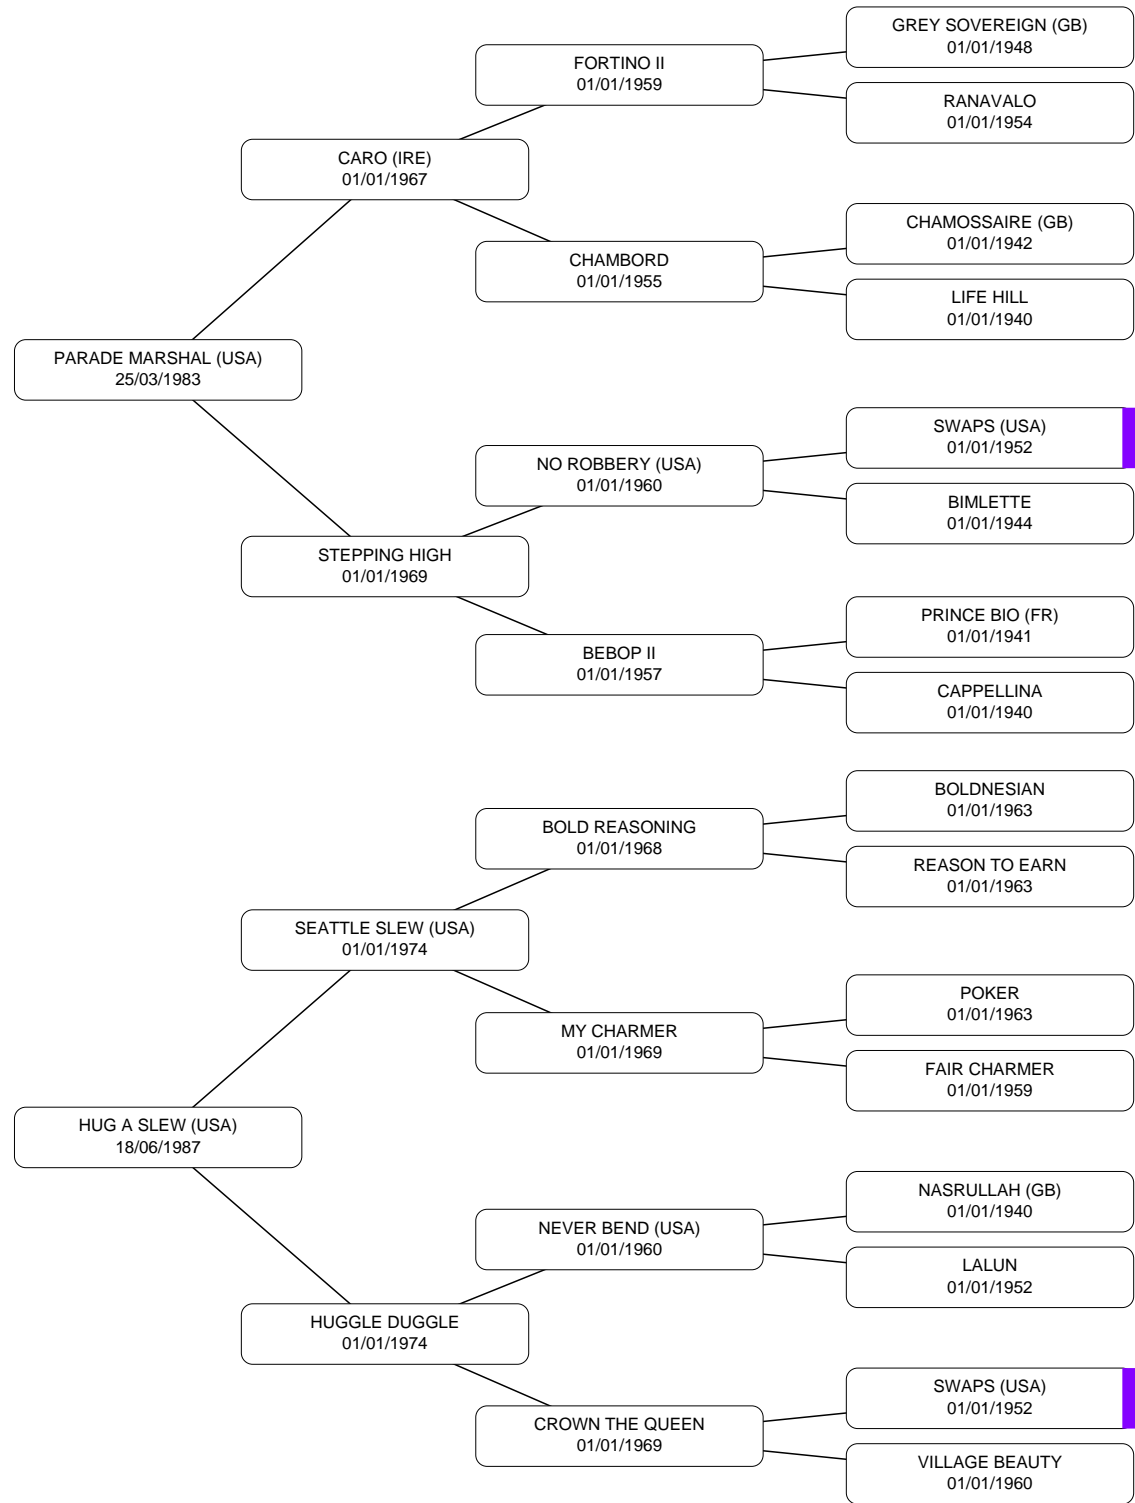 GREY SOVEREIGN (GB)
01/01/1948
FORTINO II
01/01/1959
RANAVALO
01/01/1954
CARO (IRE)
01/01/1967
CHAMOSSAIRE (GB)
01/01/1942
CHAMBORD
01/01/1955
LIFE HILL
01/01/1940
PARADE MARSHAL (USA)
25/03/1983
SWAPS (USA)
01/01/1952
NO ROBBERY (USA)
01/01/1960
BIMLETTE
01/01/1944
STEPPING HIGH
01/01/1969
PRINCE BIO (FR)
01/01/1941
BEBOP II
01/01/1957
CAPPELLINA
01/01/1940
BOLDNESIAN
01/01/1963
BOLD REASONING
01/01/1968
REASON TO EARN
01/01/1963
SEATTLE SLEW (USA)
01/01/1974
POKER
01/01/1963
MY CHARMER
01/01/1969
FAIR CHARMER
01/01/1959
HUG A SLEW (USA)
18/06/1987
NASRULLAH (GB)
01/01/1940
NEVER BEND (USA)
01/01/1960
LALUN
01/01/1952
HUGGLE DUGGLE
01/01/1974
SWAPS (USA)
01/01/1952
CROWN THE QUEEN
01/01/1969
VILLAGE BEAUTY
01/01/1960